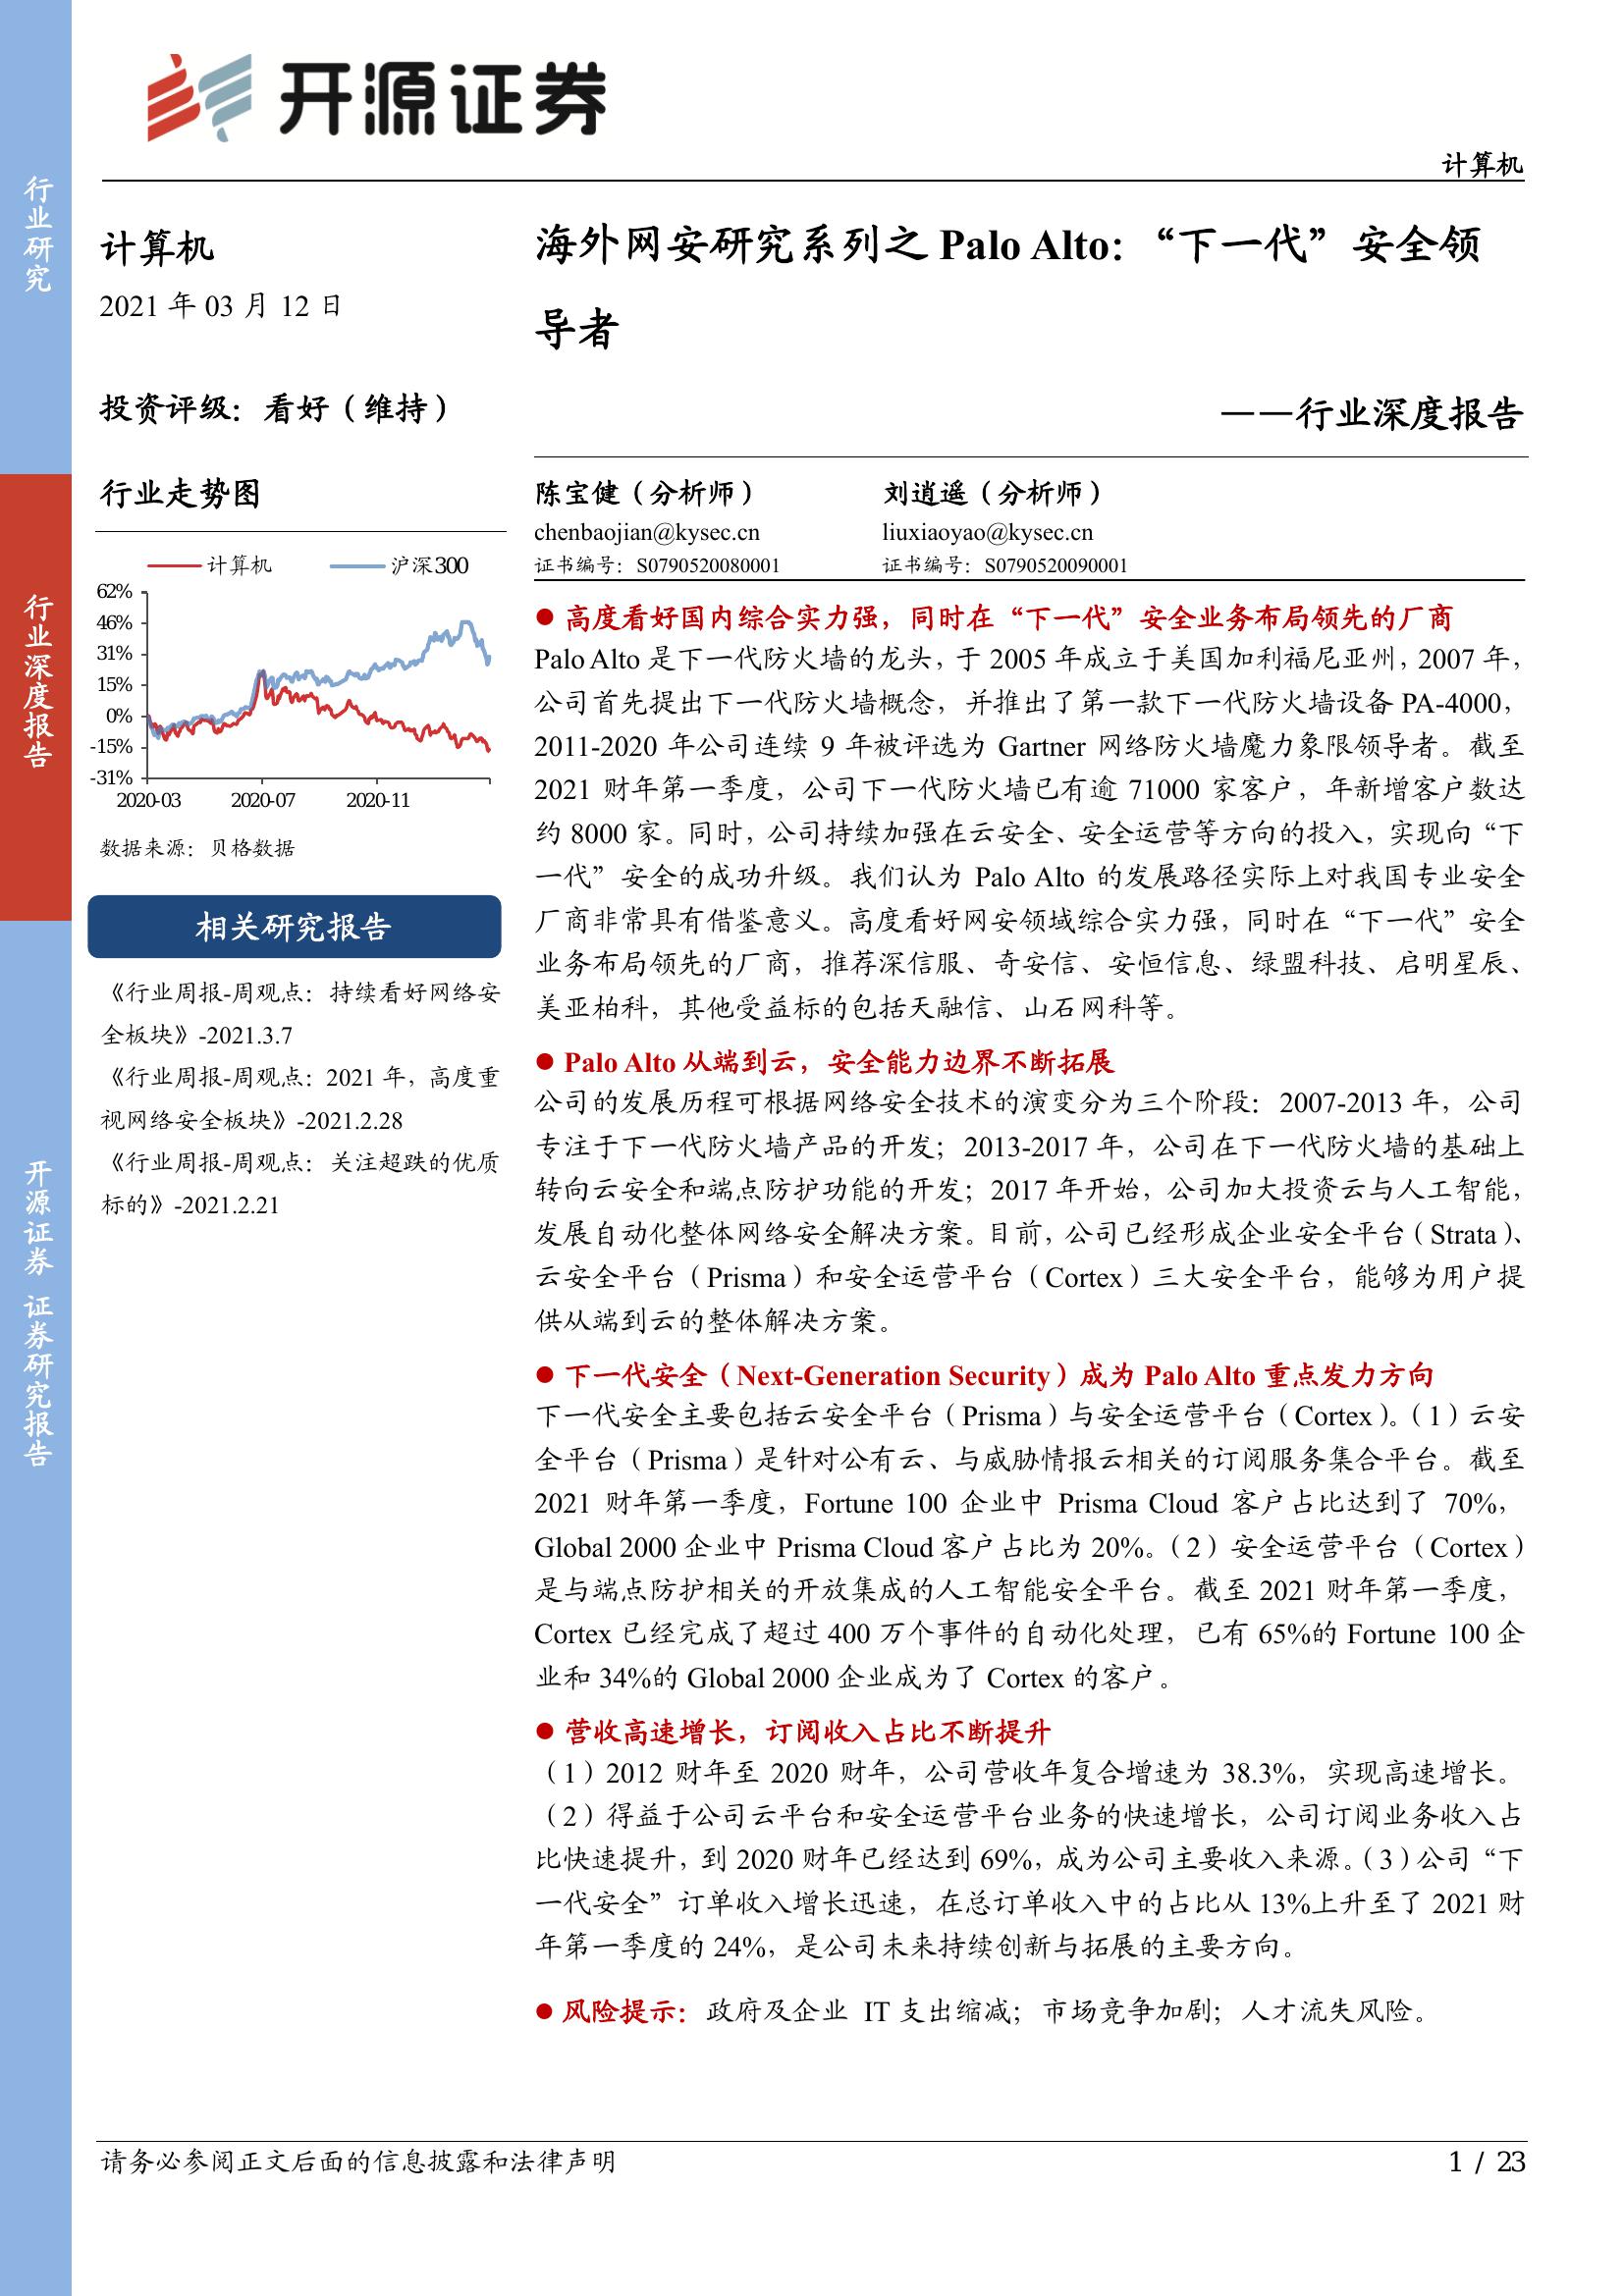 开源证券
计算机
行业研究
行业深度报告
开源证券 证券研究报告
计算机
2021 年 03 月 12 日
投资评级：看好（维持）
行业走势图
计算机 沪深300
62%
46%
31%
15%
0%
-15%
-31%
2020-03 2020-07 2020-11
数据来源：贝格数据
相关研究报告
《行业周报-周观点：持续看好网络安
全板块》-2021.3.7
《行业周报-周观点：2021 年，高度重
视网络安全板块》-2021.2.28
《行业周报-周观点：关注超跌的优质
标的》-2021.2.21
海外网安研究系列之 Palo Alto：“下一代”安全领
导者
——行业深度报告
陈宝健（分析师） 刘逍遥（分析师）
chenbaojian@kysec.cn liuxiaoyao@kysec.cn
证书编号：S0790520080001 证书编号：S0790520090001
● 高度看好国内综合实力强，同时在“下一代”安全业务布局领先的厂商
Palo Alto 是下一代防火墙的龙头，于 2005 年成立于美国加利福尼亚州，2007 年，
公司首先提出下一代防火墙概念，并推出了第一款下一代防火墙设备 PA-4000，
2011-2020 年公司连续 9 年被评选为 Gartner 网络防火墙魔力象限领导者。截至
2021 财年第一季度，公司下一代防火墙已有逾 71000 家客户，年新增客户数达
约 8000 家。同时，公司持续加强在云安全、安全运营等方向的投入，实现向“下
一代”安全的成功升级。我们认为 Palo Alto 的发展路径实际上对我国专业安全
厂商非常具有借鉴意义。高度看好网安领域综合实力强，同时在“下一代”安全
业务布局领先的厂商，推荐深信服、奇安信、安恒信息、绿盟科技、启明星辰、
美亚柏科，其他受益标的包括天融信、山石网科等。
● Palo Alto 从端到云，安全能力边界不断拓展
公司的发展历程可根据网络安全技术的演变分为三个阶段：2007-2013 年，公司
专注于下一代防火墙产品的开发；2013-2017 年，公司在下一代防火墙的基础上
转向云安全和端点防护功能的开发；2017 年开始，公司加大投资云与人工智能，
发展自动化整体网络安全解决方案。目前，公司已经形成企业安全平台（Strata）、
云安全平台（Prisma）和安全运营平台（Cortex）三大安全平台，能够为用户提
供从端到云的整体解决方案。
● 下一代安全（Next-Generation Security）成为 Palo Alto 重点发力方向
下一代安全主要包括云安全平台（Prisma）与安全运营平台（Cortex）。（1）云安
全平台（Prisma）是针对公有云、与威胁情报云相关的订阅服务集合平台。截至
2021 财年第一季度，Fortune 100 企业中 Prisma Cloud 客户占比达到了 70%，
Global 2000 企业中 Prisma Cloud 客户占比为 20%。（2）安全运营平台（Cortex）
是与端点防护相关的开放集成的人工智能安全平台。截至 2021 财年第一季度，
Cortex 已经完成了超过 400 万个事件的自动化处理，已有 65%的 Fortune 100 企
业和 34%的 Global 2000 企业成为了 Cortex 的客户。
● 营收高速增长，订阅收入占比不断提升
（1）2012 财年至 2020 财年，公司营收年复合增速为 38.3%，实现高速增长。
（2）得益于公司云平台和安全运营平台业务的快速增长，公司订阅业务收入占
比快速提升，到 2020 财年已经达到 69%，成为公司主要收入来源。（3）公司“下
一代安全”订单收入增长迅速，在总订单收入中的占比从 13%上升至了 2021 财
年第一季度的 24%，是公司未来持续创新与拓展的主要方向。
● 风险提示：政府及企业 IT 支出缩减；市场竞争加剧；人才流失风险。
请务必参阅正文后面的信息披露和法律声明 1 / 23